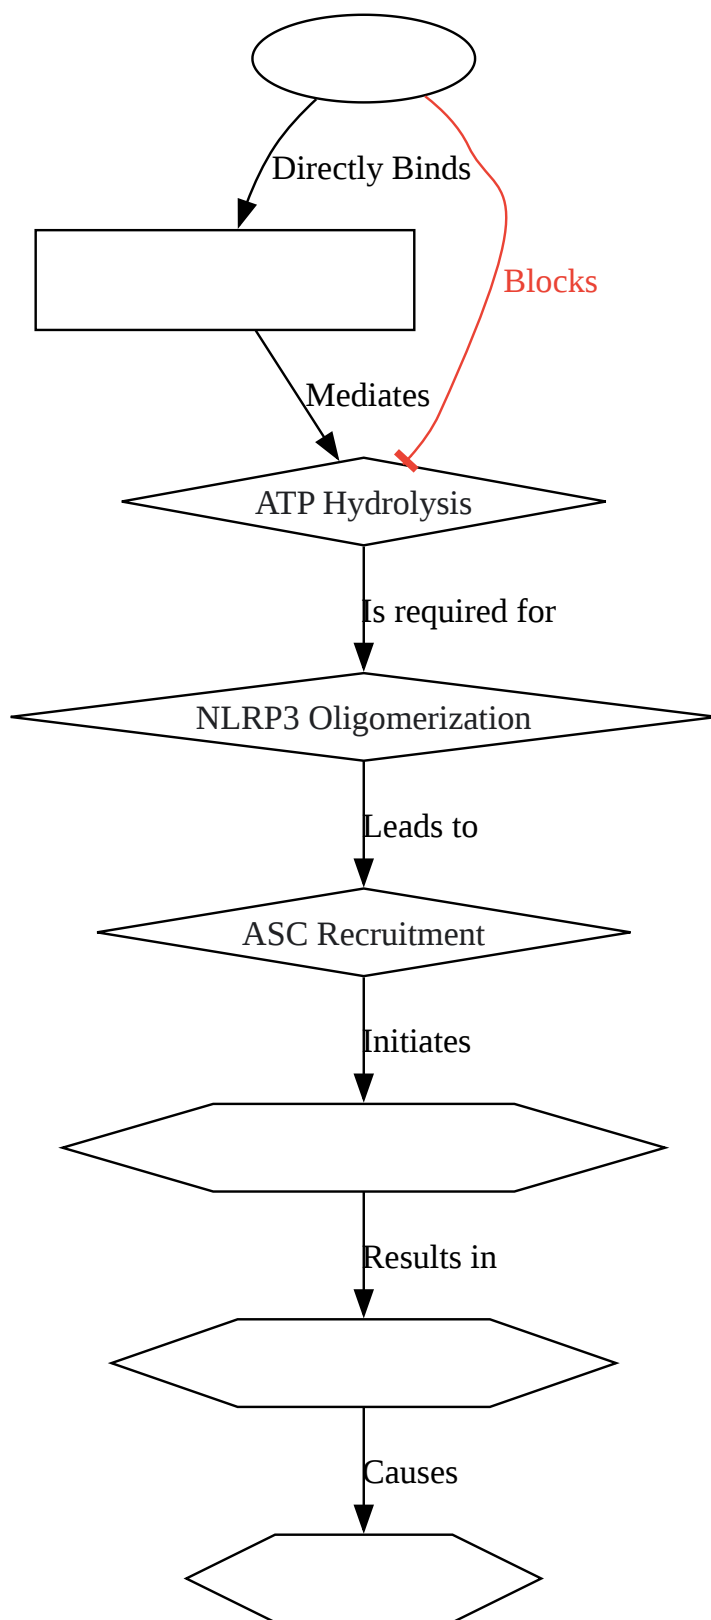 Directly Binds
Blocks
Mediates
ATP Hydrolysis
Is required for
NLRP3 Oligomerization
Leads to
ASC Recruitment
Initiates
Results in
Causes